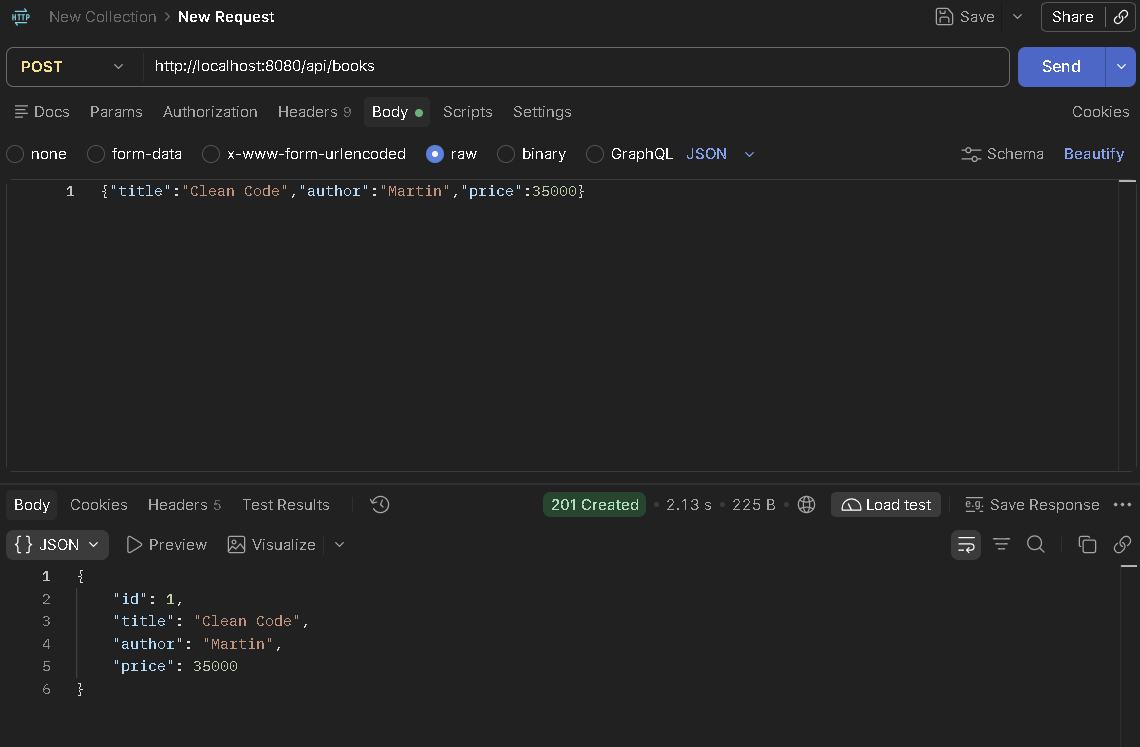 HTTP New Collection > New Request Save Share
POST http://localhost:8080/api/books Send
Docs Params Authorization Headers 9 Body Scripts Settings Cookies
none form-data x-www-form-urlencoded raw binary GraphQL JSON Schema Beautify
1 {"title":"Clean Code","author":"Martin","price":35000}
Body Cookies Headers 5 Test Results 201 Created • 2.13 s • 225 B • Load test e.g. Save Response
{} JSON Preview Visualize
1 {
2 "id": 1,
3 "title": "Clean Code",
4 "author": "Martin",
5 "price": 35000
6 }